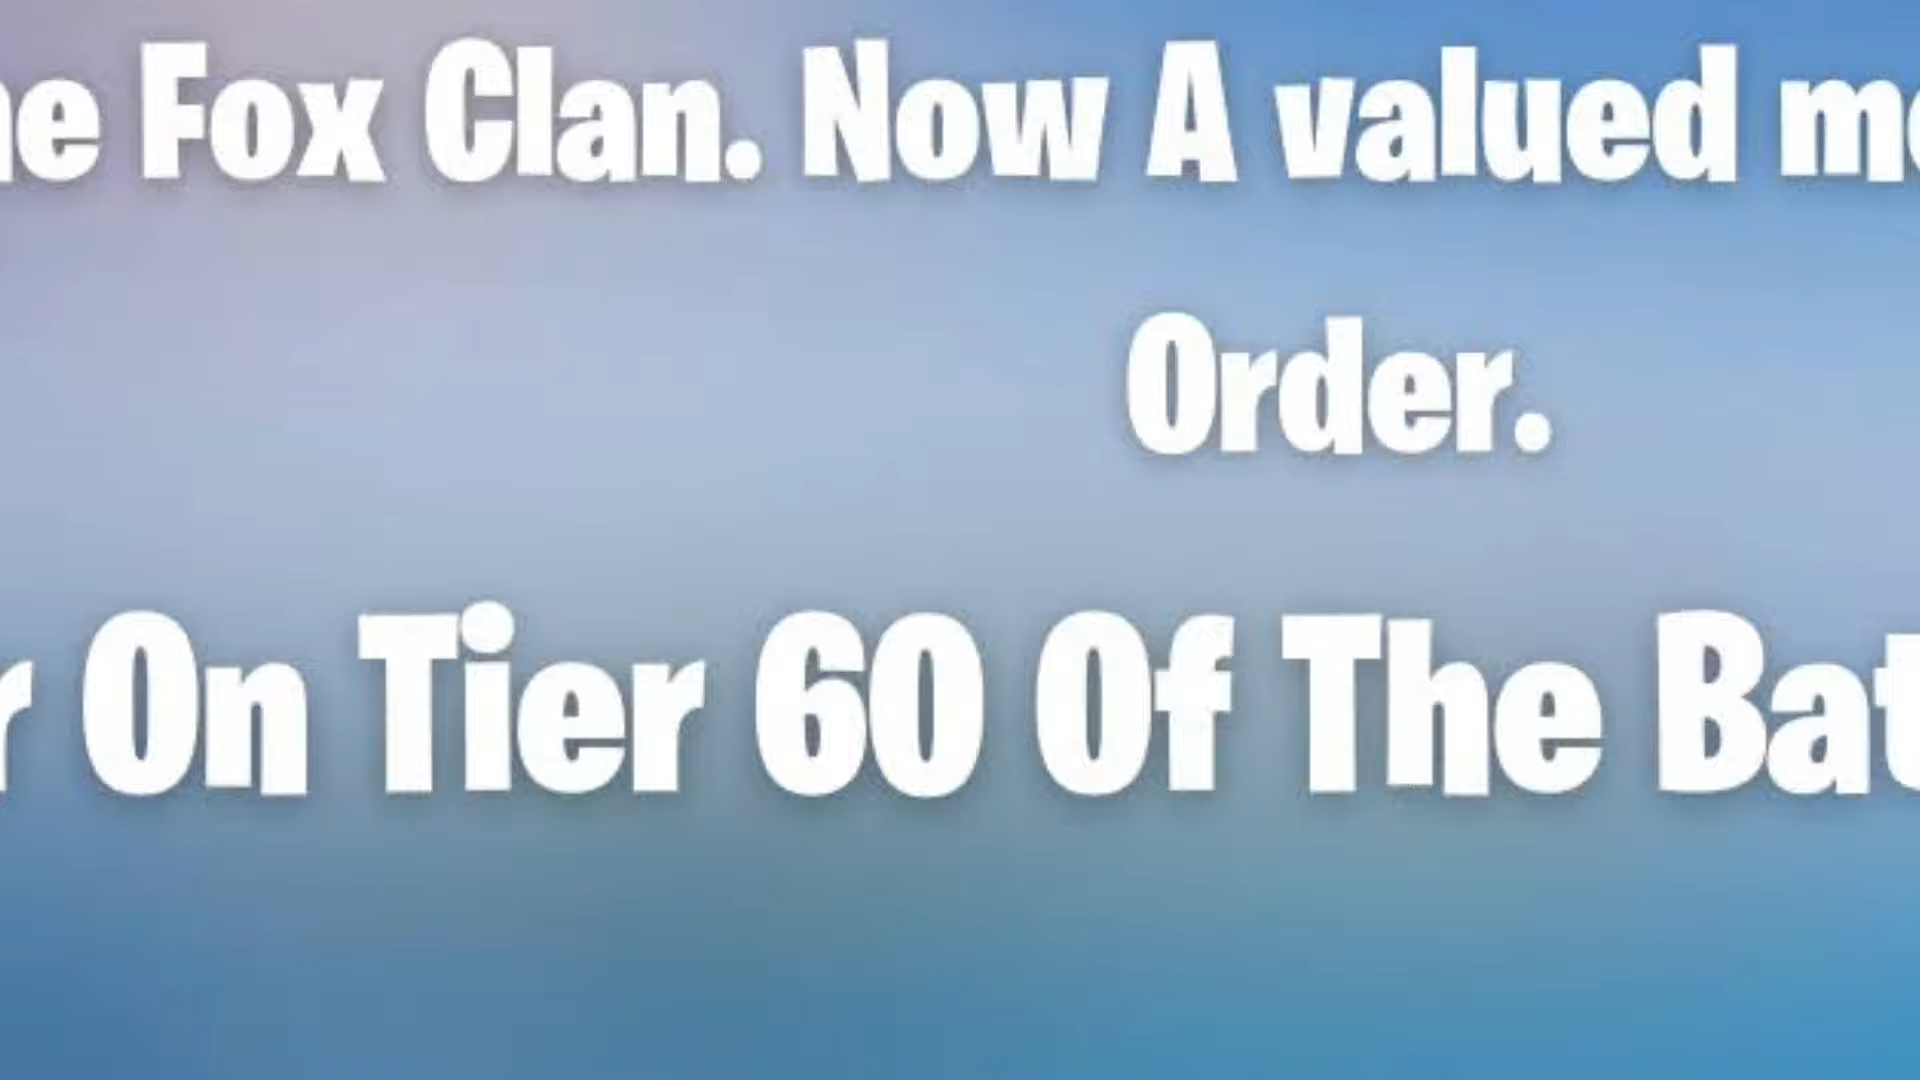 Fox Clan. Now A valued
Order.
On Tier 60 Of The